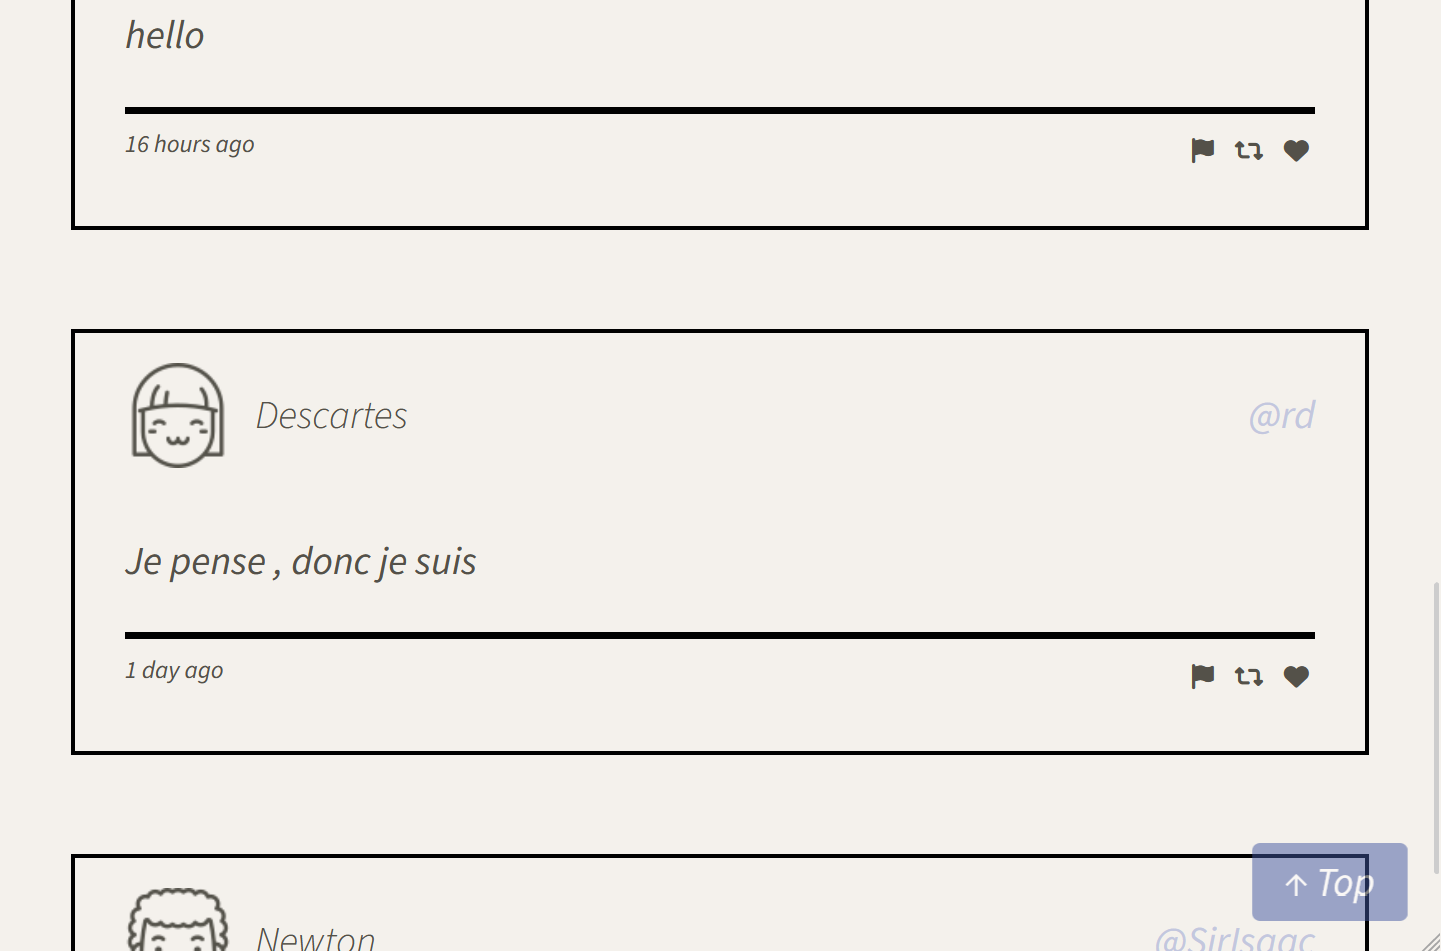 hello
16 hours ago
Descartes
@rd
Je pense , donc je suis
1 day ago
↑ Top
Newton
@SirIsaac